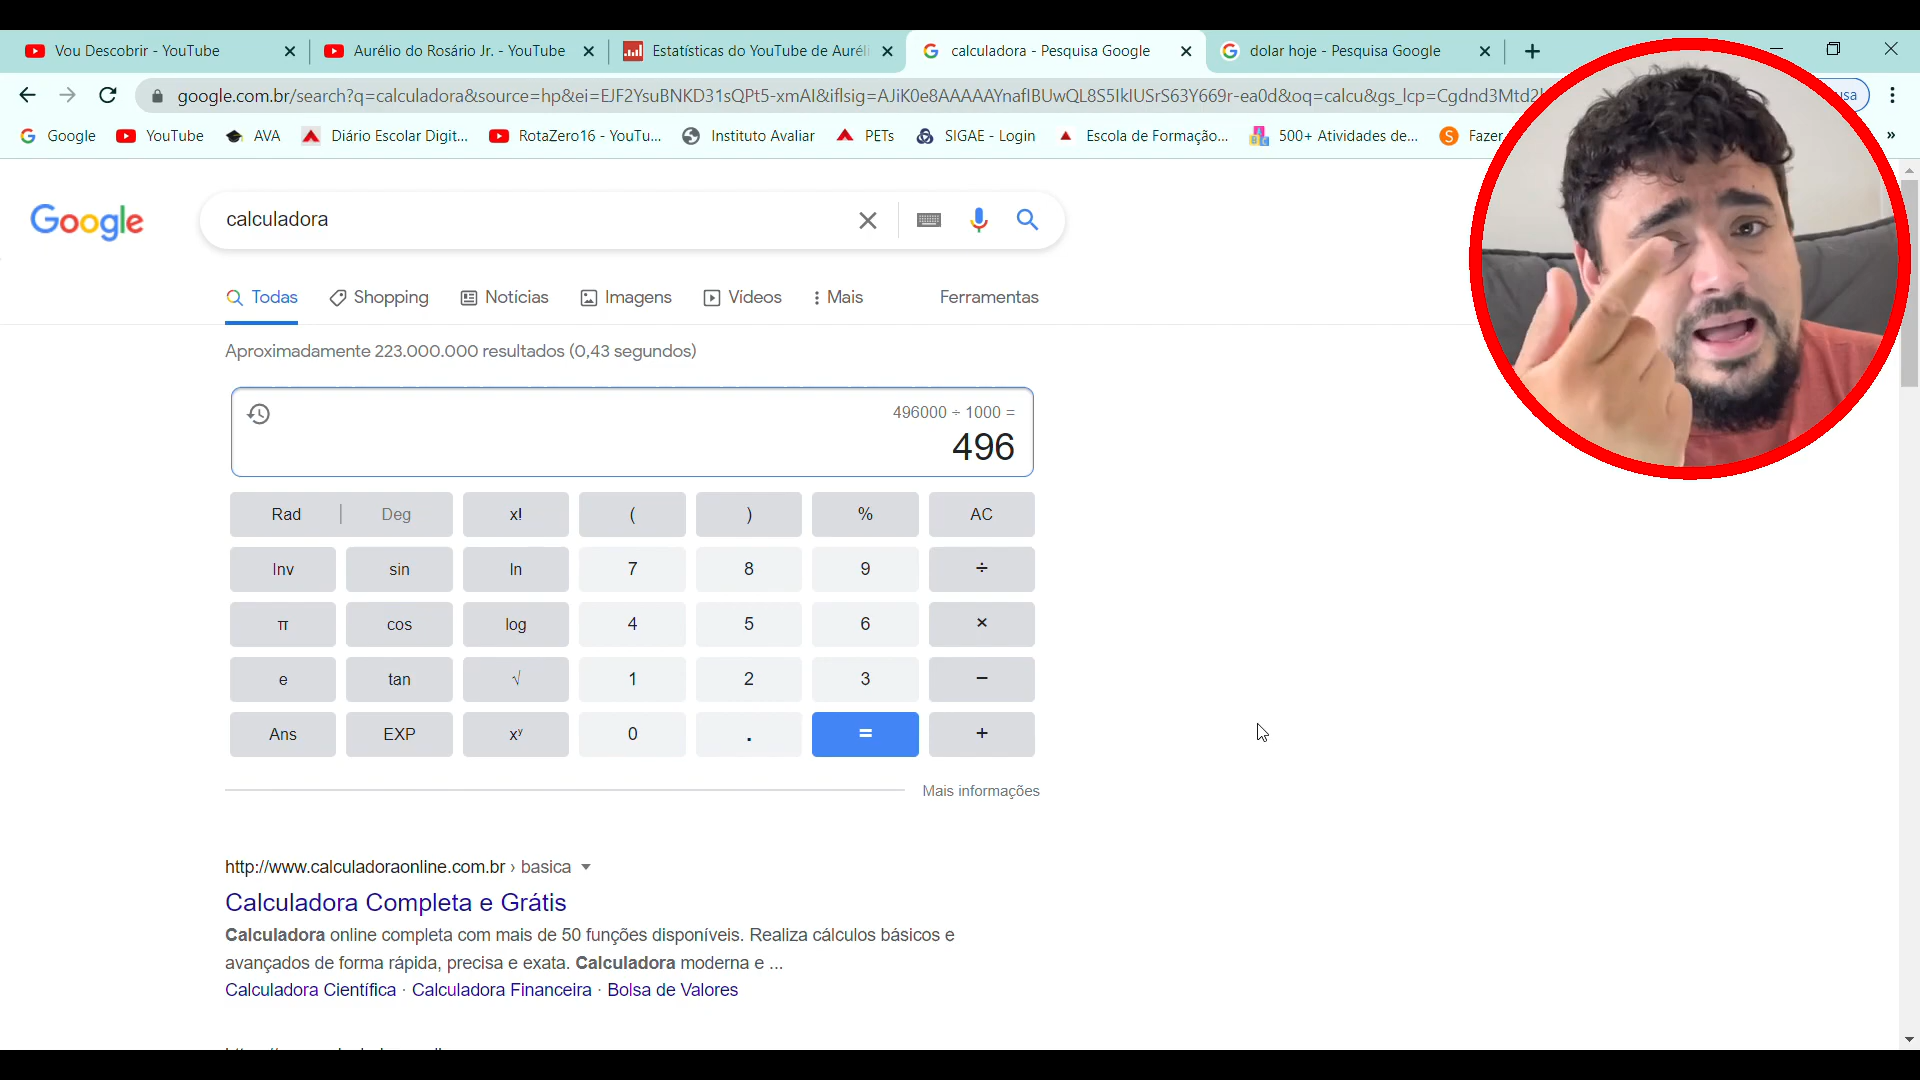 Vou Descobrir - YouTube
Aurélio do Rosário Jr. - YouTube
Estatísticas do YouTube de Auréli
calculadora - Pesquisa Google
dolar hoje - Pesquisa Google
google.com.br/search?q=calculadora&source=hp&ei=EJF2YsuBNKD31sQPt5-xmAI&iflsig=AJiK0e8AAAAAYnafIBUwQL8S5IkIUSrS63Y669r-ea0d&oq=calcu&gs_lcp=Cgdnd3Mtd2l
usa
Google
YouTube
AVA
Diário Escolar Digit...
RotaZero16 - YouTu...
Instituto Avaliar
PETs
SIGAE - Login
Escola de Formação...
500+ Atividades de...
Fazer
»
Google
calculadora
Todas
Shopping
Notícias
Imagens
Vídeos
Mais
Ferramentas
Aproximadamente 223.000.000 resultados (0,43 segundos)
496000 ÷ 1000 =
496
Rad | Deg x! ( ) % AC
Inv sin ln 7 8 9 ÷
π cos log 4 5 6 ×
e tan √ 1 2 3 −
Ans EXP xʸ 0 . = +
Mais informações
http://www.calculadoraonline.com.br › basica
Calculadora Completa e Grátis
Calculadora online completa com mais de 50 funções disponíveis. Realiza cálculos básicos e
avançados de forma rápida, precisa e exata. Calculadora moderna e ...
Calculadora Científica · Calculadora Financeira · Bolsa de Valores